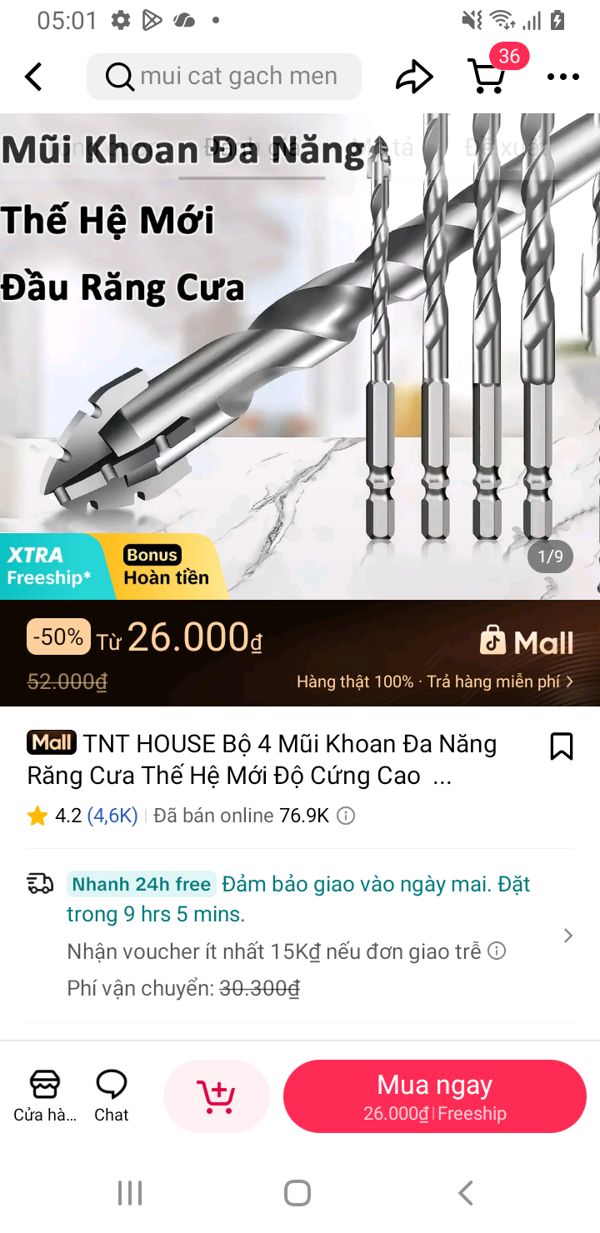 05:01
mui cat gach men
36
Mũi Khoan Đa Năng
Thế Hệ Mới
Đầu Răng Cưa
XTRA
Freeship*
Bonus
Hoàn tiền
1/9
-50% Từ 26.000₫
52.000₫
Mall
Hàng thật 100% · Trả hàng miễn phí >
Mall TNT HOUSE Bộ 4 Mũi Khoan Đa Năng
Răng Cưa Thế Hệ Mới Độ Cứng Cao ...
4.2 (4,6K) Đã bán online 76.9K
Nhanh 24h free Đảm bảo giao vào ngày mai. Đặt
trong 9 hrs 5 mins.
Nhận voucher ít nhất 15K₫ nếu đơn giao trễ
Phí vận chuyển: 30.300₫
Cửa hà...
Chat
Mua ngay
26.000₫ | Freeship